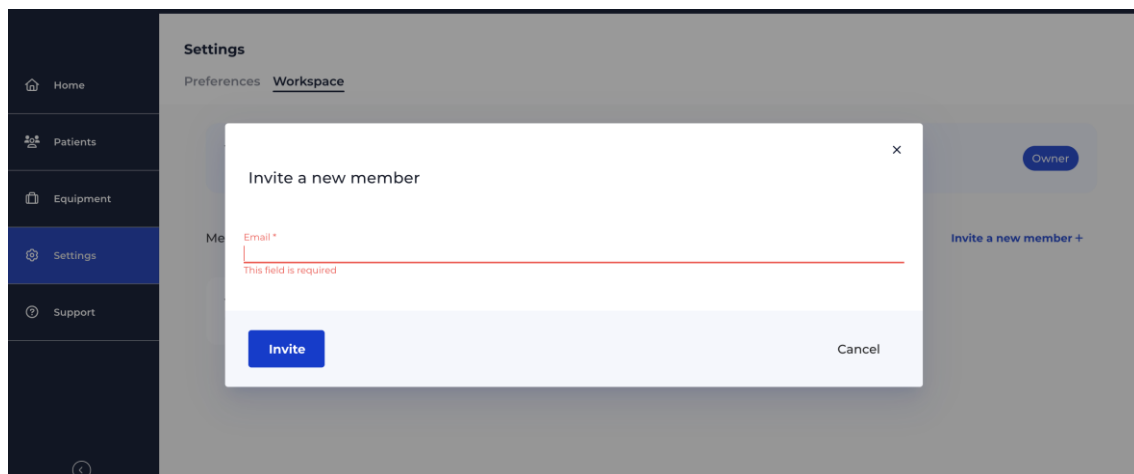 Settings
Preferences Workspace
Home
Patients
Equipment
Settings
Support
Owner
Invite a new member +
×
Invite a new member
Me
Email *
This field is required
Invite
Cancel